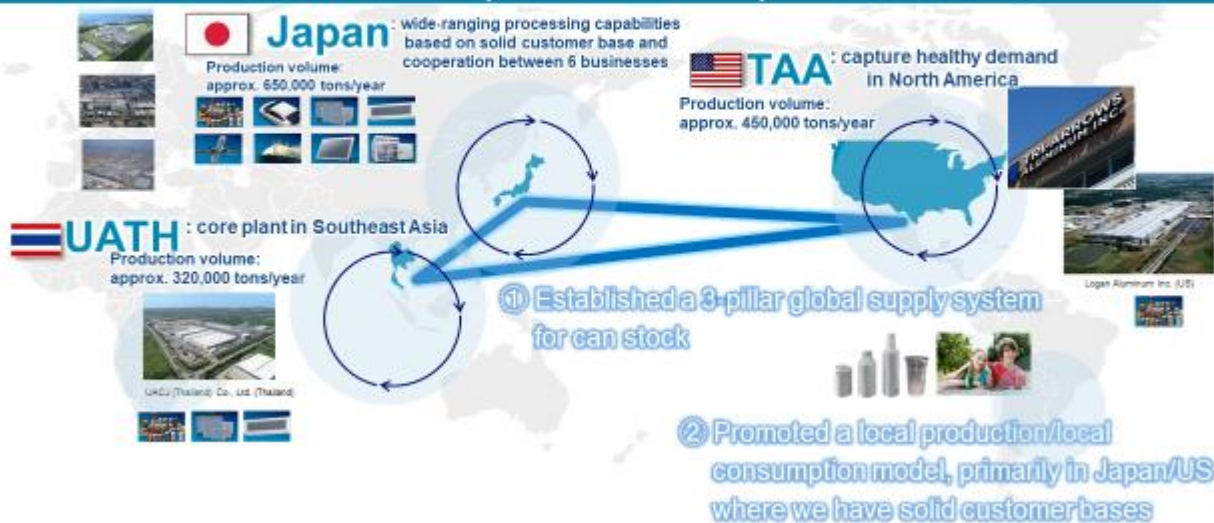 Japan : wide-ranging processing capabilities
based on solid customer base and
cooperation between 6 businesses
Production volume:
approx. 650,000 tons/year
TAA : capture healthy demand
in North America
Production volume:
approx. 450,000 tons/year
TRI-ARROWS
ALUMINUM INC.
Logan Aluminum Inc. (US)
UATH : core plant in Southeast Asia
Production volume:
approx. 320,000 tons/year
UACJ (Thailand) Co., Ltd. (Thailand)
① Established a 3-pillar global supply system
for can stock
② Promoted a local production/local
consumption model, primarily in Japan/US
where we have solid customer bases